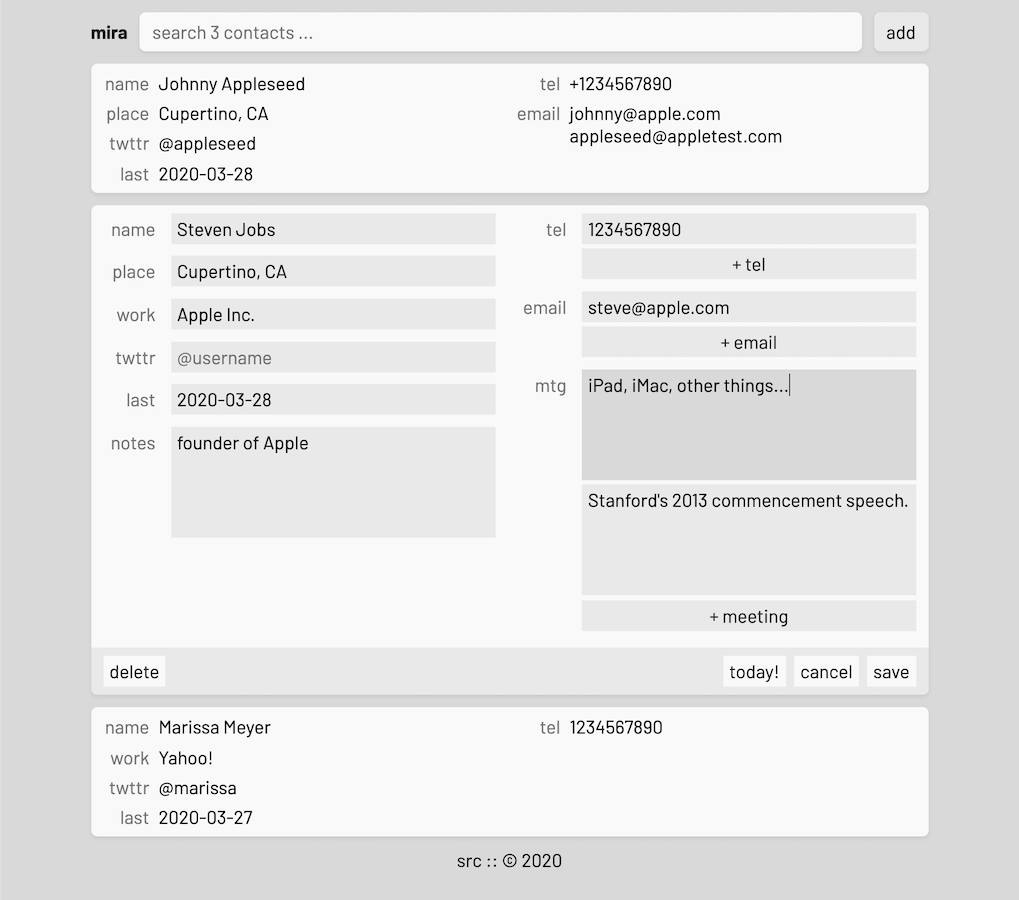 mira search 3 contacts ... add
name Johnny Appleseed
place Cupertino, CA
twttr @appleseed
last 2020-03-28
tel +1234567890
email johnny@apple.com
appleseed@appletest.com
name Steven Jobs
place Cupertino, CA
work Apple Inc.
twttr @username
last 2020-03-28
notes founder of Apple
tel 1234567890
+ tel
email steve@apple.com
+ email
mtg iPad, iMac, other things...
Stanford's 2013 commencement speech.
+ meeting
delete today! cancel save
name Marissa Meyer
work Yahoo!
twttr @marissa
last 2020-03-27
tel 1234567890
src :: © 2020